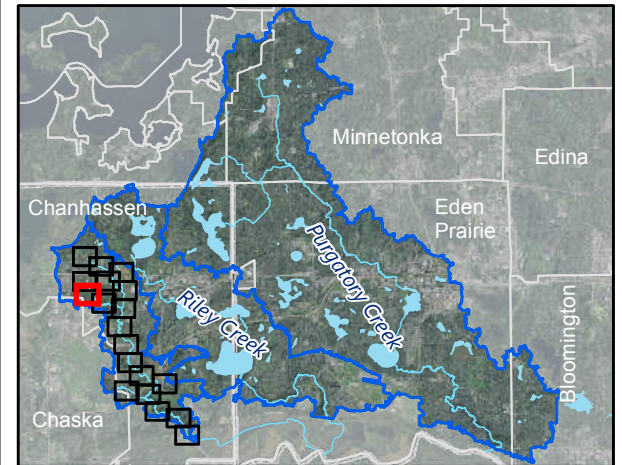 Minnetonka
Edina
Chanhassen
Eden
Prairie
Purgatory Creek
Riley Creek
Bloomington
Chaska